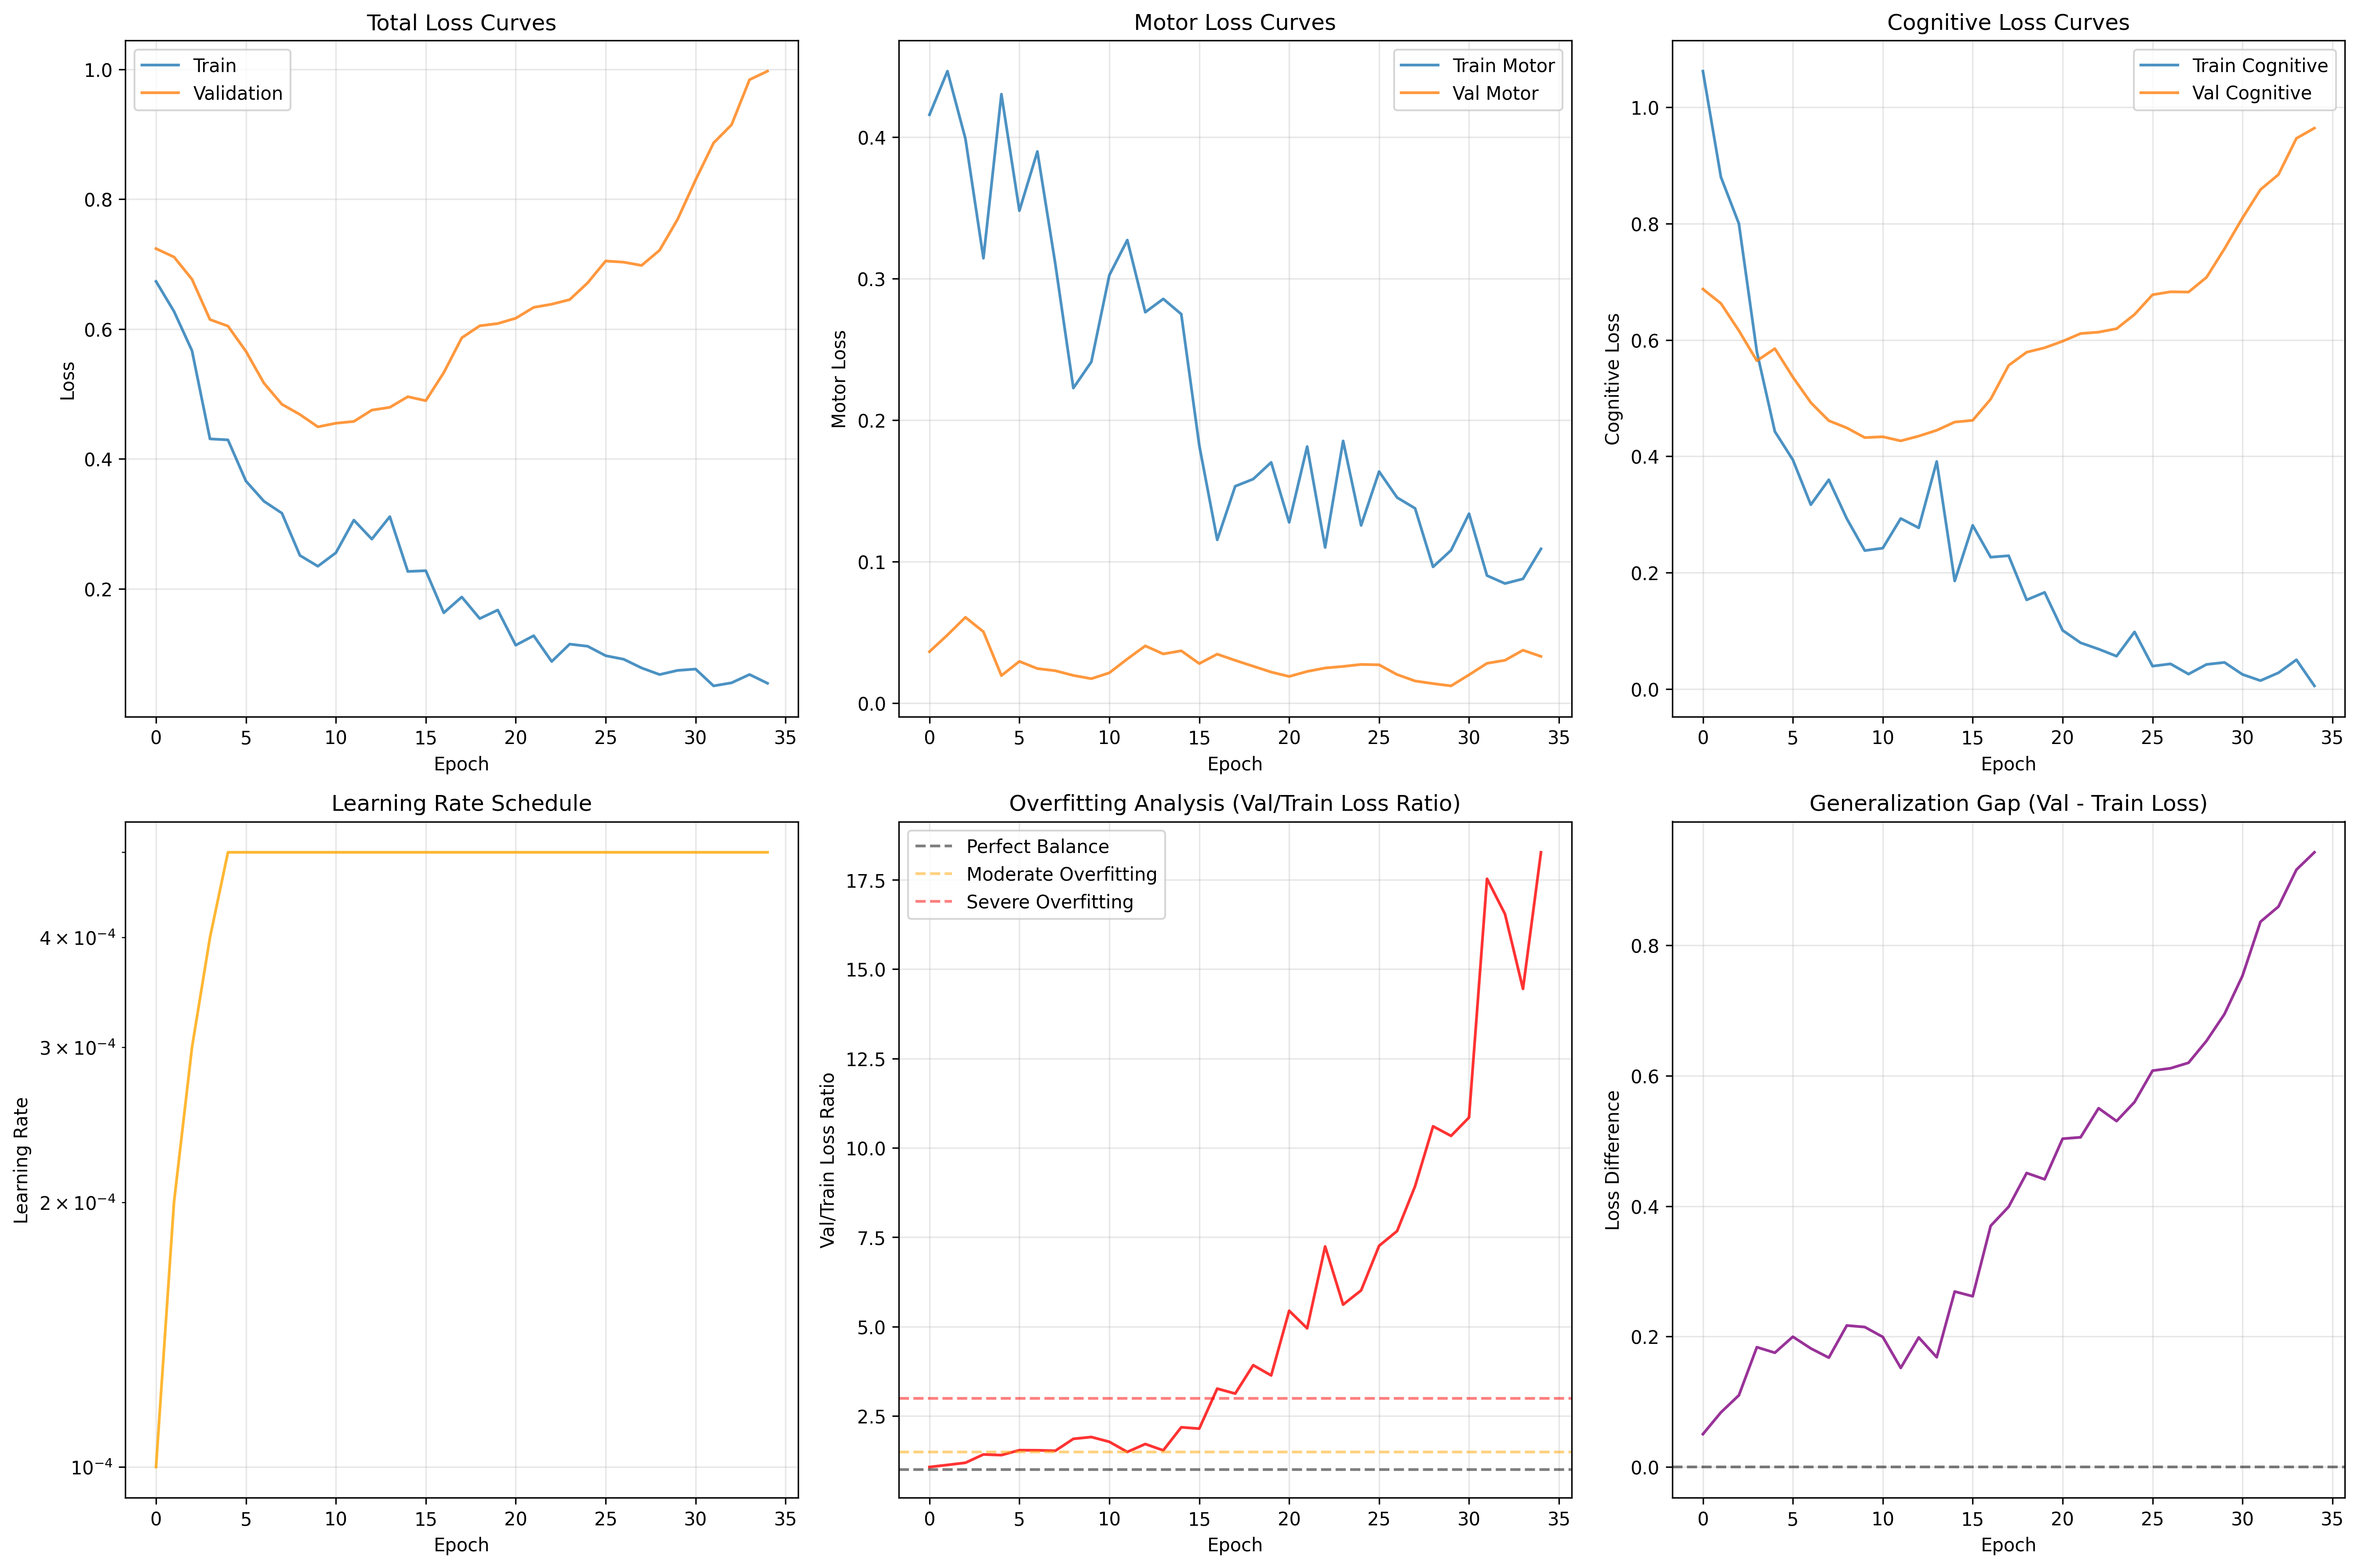 Total Loss Curves
Train
Validation
1.0
0.8
0.6
0.4
0.2
Loss
0 5 10 15 20 25 30 35
Epoch
Motor Loss Curves
Train Motor
Val Motor
0.4
0.3
0.2
0.1
0.0
Motor Loss
0 5 10 15 20 25 30 35
Epoch
Cognitive Loss Curves
Train Cognitive
Val Cognitive
1.0
0.8
0.6
0.4
0.2
0.0
Cognitive Loss
0 5 10 15 20 25 30 35
Epoch
Learning Rate Schedule
4 × 10⁻⁴
3 × 10⁻⁴
2 × 10⁻⁴
10⁻⁴
Learning Rate
0 5 10 15 20 25 30 35
Epoch
Overfitting Analysis (Val/Train Loss Ratio)
Perfect Balance
Moderate Overfitting
Severe Overfitting
17.5
15.0
12.5
10.0
7.5
5.0
2.5
Val/Train Loss Ratio
0 5 10 15 20 25 30 35
Epoch
Generalization Gap (Val - Train Loss)
0.8
0.6
0.4
0.2
0.0
Loss Difference
0 5 10 15 20 25 30 35
Epoch